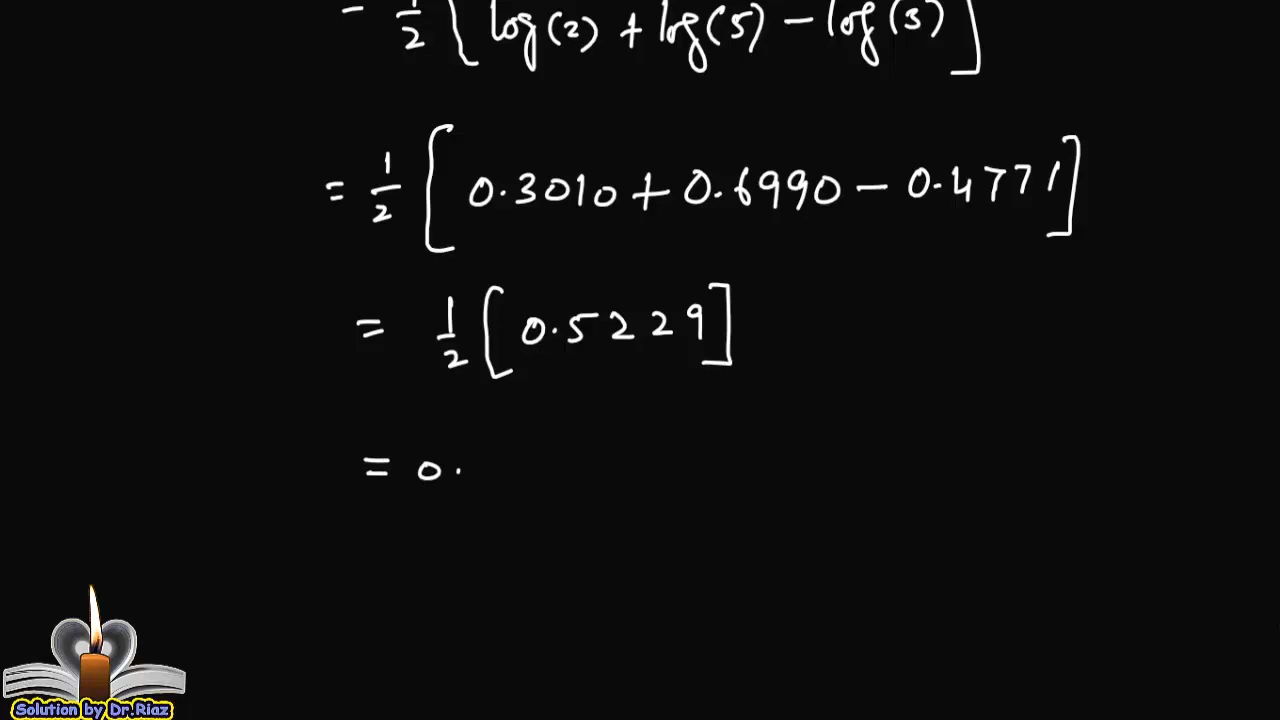 = 1/2 [ log(2) + log(5) - log(3) ]
= 1/2 [ 0.3010 + 0.6990 - 0.4771 ]
= 1/2 [ 0.5229 ]
= 0.
Solution by Dr.Riaz